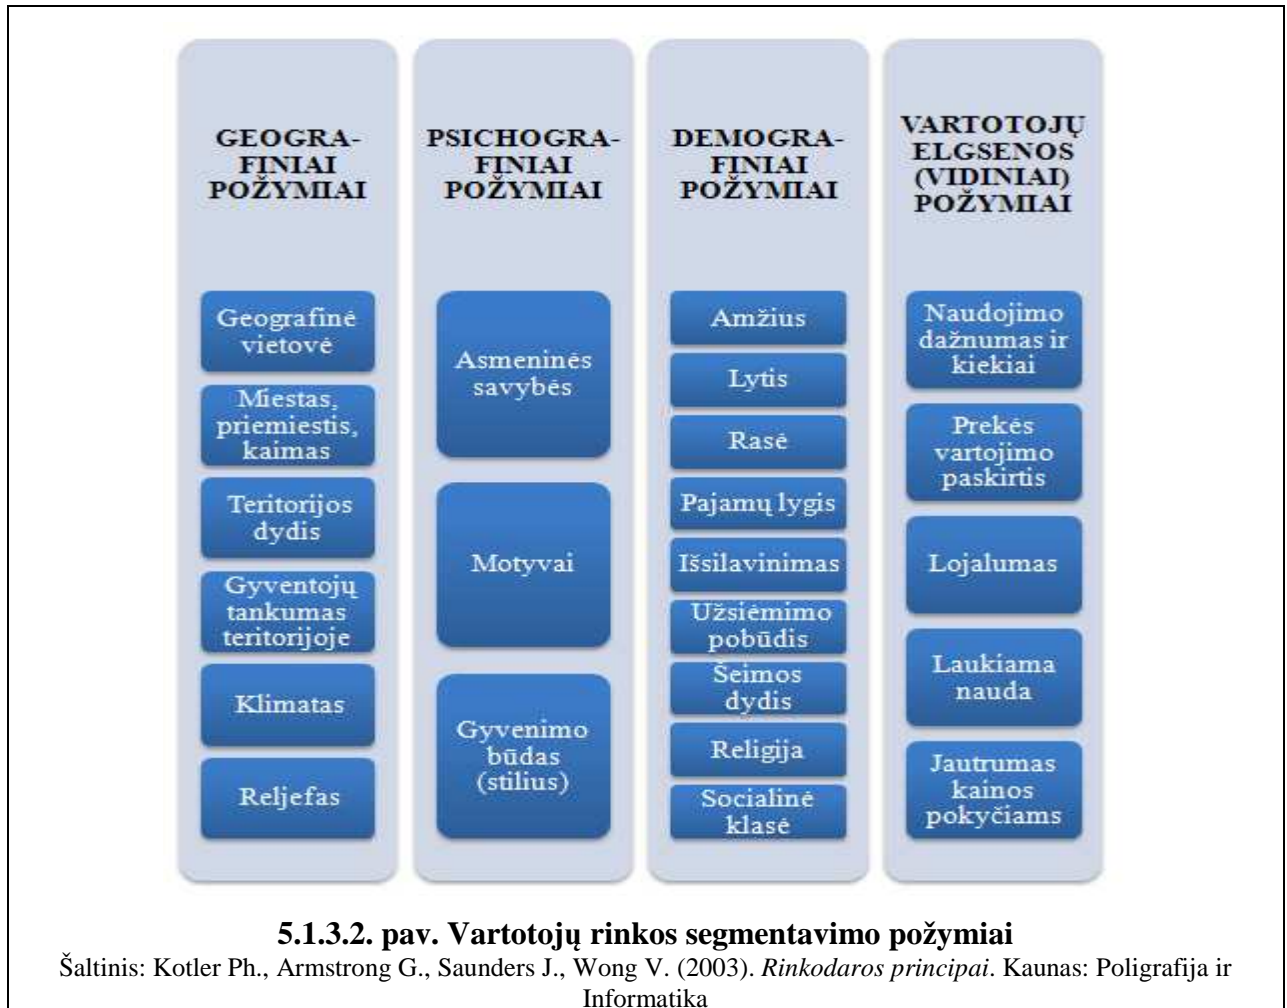 GEOGRA-
FINIAI
POŽYMIAI
Geografinė
vietovė
Miestas,
priemiestis,
kaimas
Teritorijos
dydis
Gyventojų
tankumas
teritorijoje
Klimatas
Reljefas
PSICHOGRA-
FINIAI
POŽYMIAI
Asmeninės
savybės
Motyvai
Gyvenimo
būdas
(stilius)
DEMOGRA-
FINIAI
POŽYMIAI
Amžius
Lytis
Rasė
Pajamų lygis
Išsilavinimas
Užsiėmimo
pobūdis
Šeimos
dydis
Religija
Socialinė
klasė
VARTOTOJŲ
ELGSENOS
(VIDINIAI)
POŽYMIAI
Naudojimo
dažnumas ir
kiekiai
Prekės
vartojimo
paskirtis
Lojalumas
Laukiama
nauda
Jautrumas
kainos
pokyčiams
5.1.3.2. pav. Vartotojų rinkos segmentavimo požymiai
Šaltinis: Kotler Ph., Armstrong G., Saunders J., Wong V. (2003). Rinkodaros principai. Kaunas: Poligrafija ir
Informatika